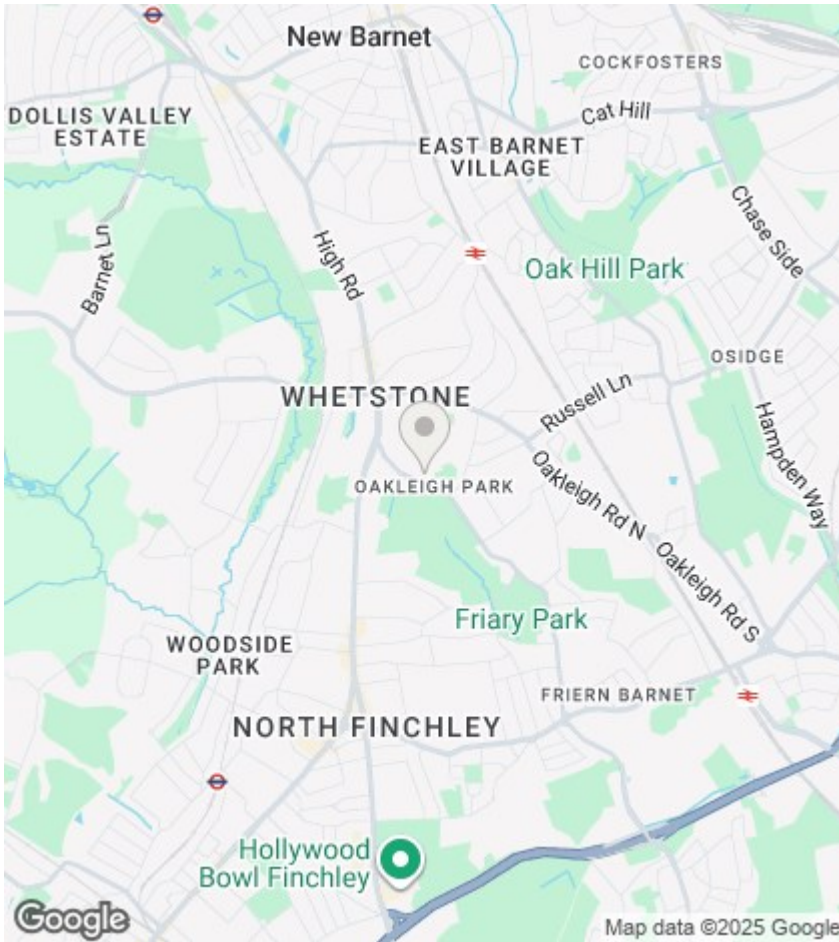 New Barnet
COCKFOSTERS
DOLLIS VALLEY
ESTATE
Cat Hill
EAST BARNET
VILLAGE
Chase Side
Barnet Ln
High Rd
Oak Hill Park
OSIDGE
WHETSTONE
Russell Ln
Hampden Way
OAKLEIGH PARK
Oakleigh Rd N
Oakleigh Rd S
Friary Park
WOODSIDE
PARK
FRIERN BARNET
NORTH FINCHLEY
Hollywood
Bowl Finchley
Google
Map data ©2025 Google